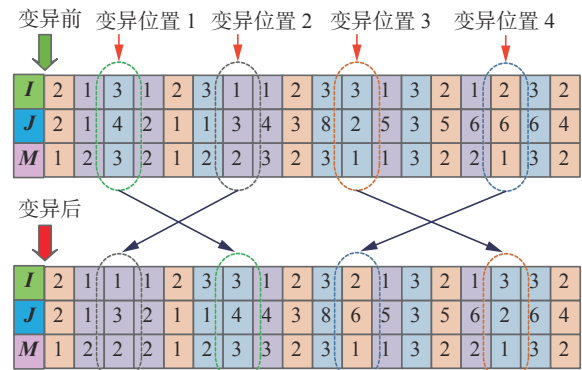 变异前 变异位置 1 变异位置 2 变异位置 3 变异位置 4
I 2 1 3 1 2 3 1 1 2 3 3 1 3 2 1 2 3 2
J 2 1 4 2 1 1 3 4 3 8 2 5 3 5 6 6 6 4
M 1 2 3 2 1 2 2 3 2 3 1 1 3 2 2 1 3 2
变异后
I 2 1 1 1 2 3 3 1 2 3 2 1 3 2 1 3 3 2
J 2 1 3 2 1 1 4 4 3 8 6 5 3 5 6 2 6 4
M 1 2 2 2 1 2 3 3 2 3 1 1 3 2 2 1 3 2